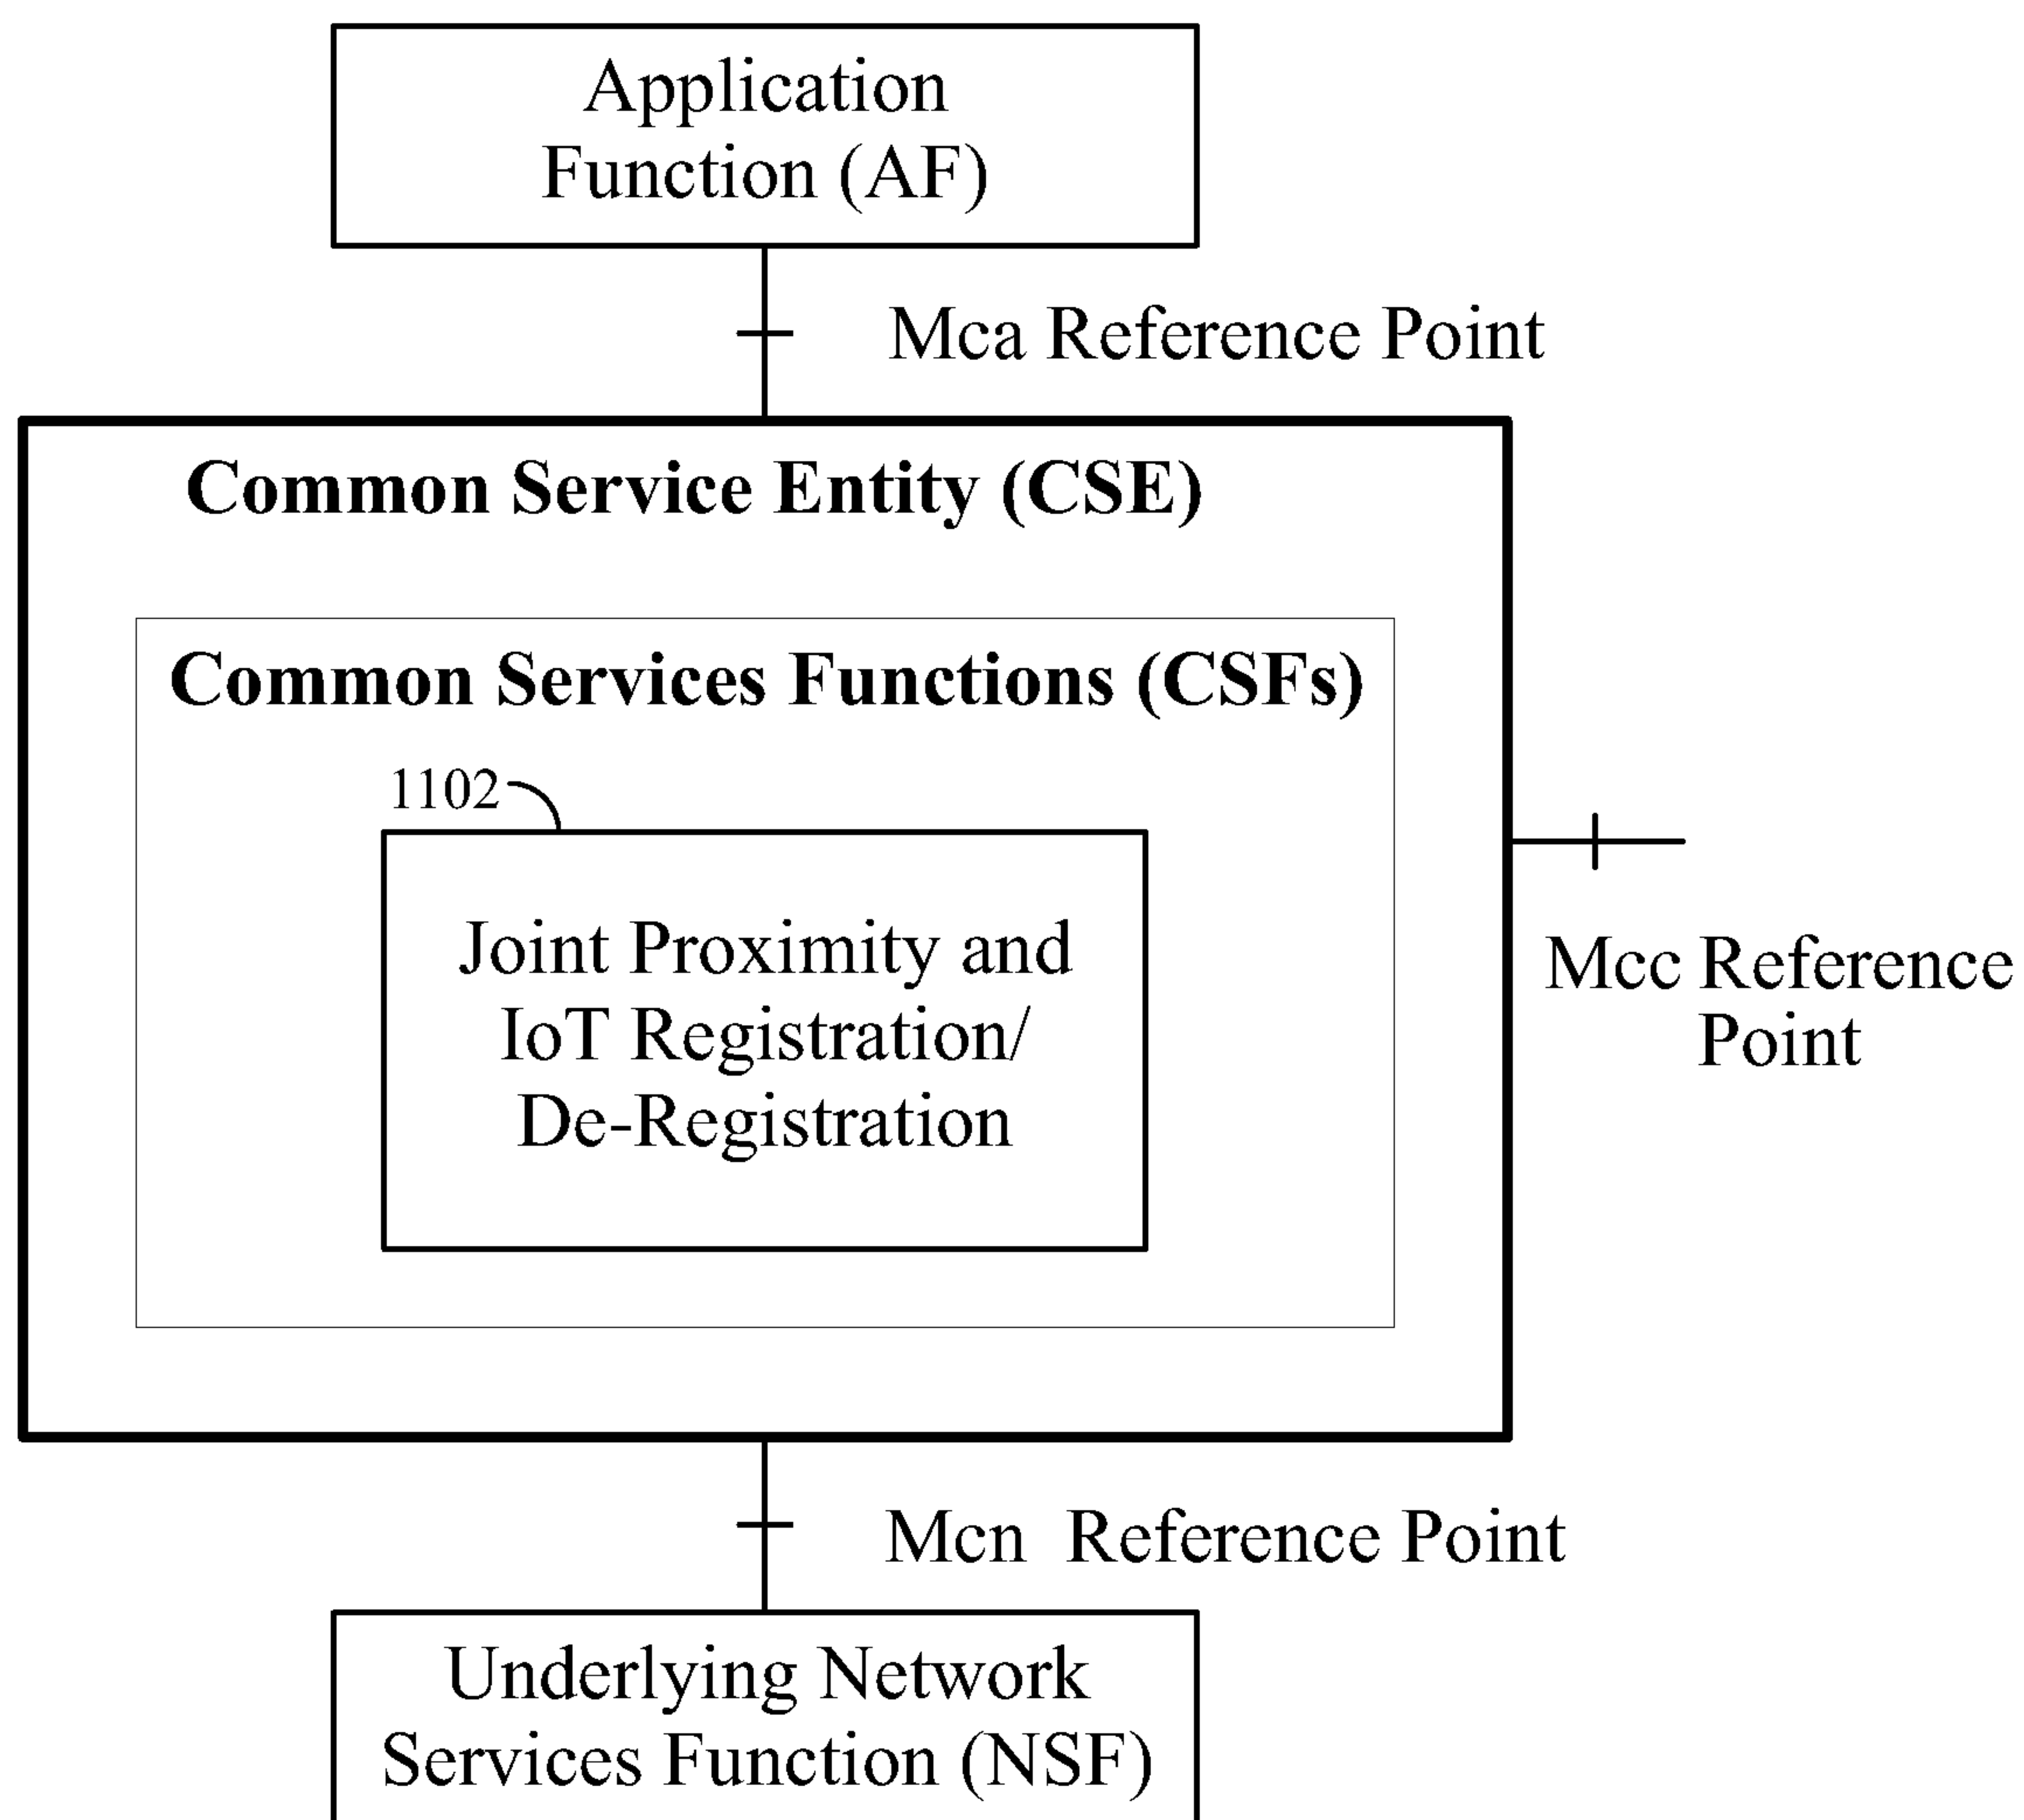 Application
Function (AF)
Mca Reference Point
Common Service Entity (CSE)
Common Services Functions (CSFs)
1102
Joint Proximity and
IoT Registration/
De-Registration
Mcc Reference
Point
Mcn Reference Point
Underlying Network
Services Function (NSF)